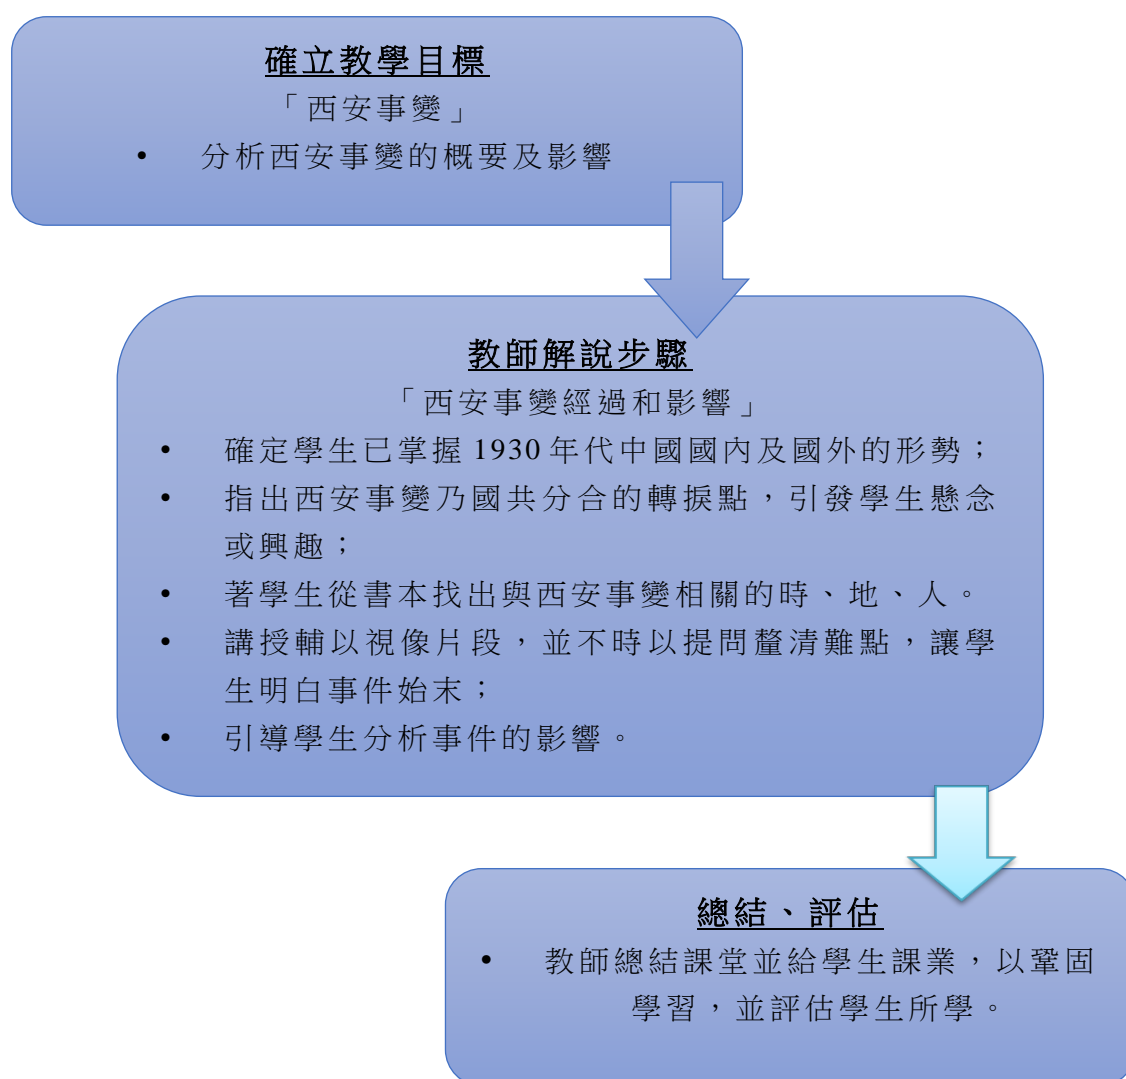 確立教學目標
「西安事變」
• 分析西安事變的概要及影響
教師解說步驟
「西安事變經過和影響」
• 確定學生已掌握 1930 年代中國國內及國外的形勢；
• 指出西安事變乃國共分合的轉捩點，引發學生懸念
或興趣；
• 著學生從書本找出與西安事變相關的時、地、人。
• 講授輔以視像片段，並不時以提問釐清難點，讓學
生明白事件始末；
• 引導學生分析事件的影響。
總結、評估
• 教師總結課堂並給學生課業，以鞏固
學習，並評估學生所學。